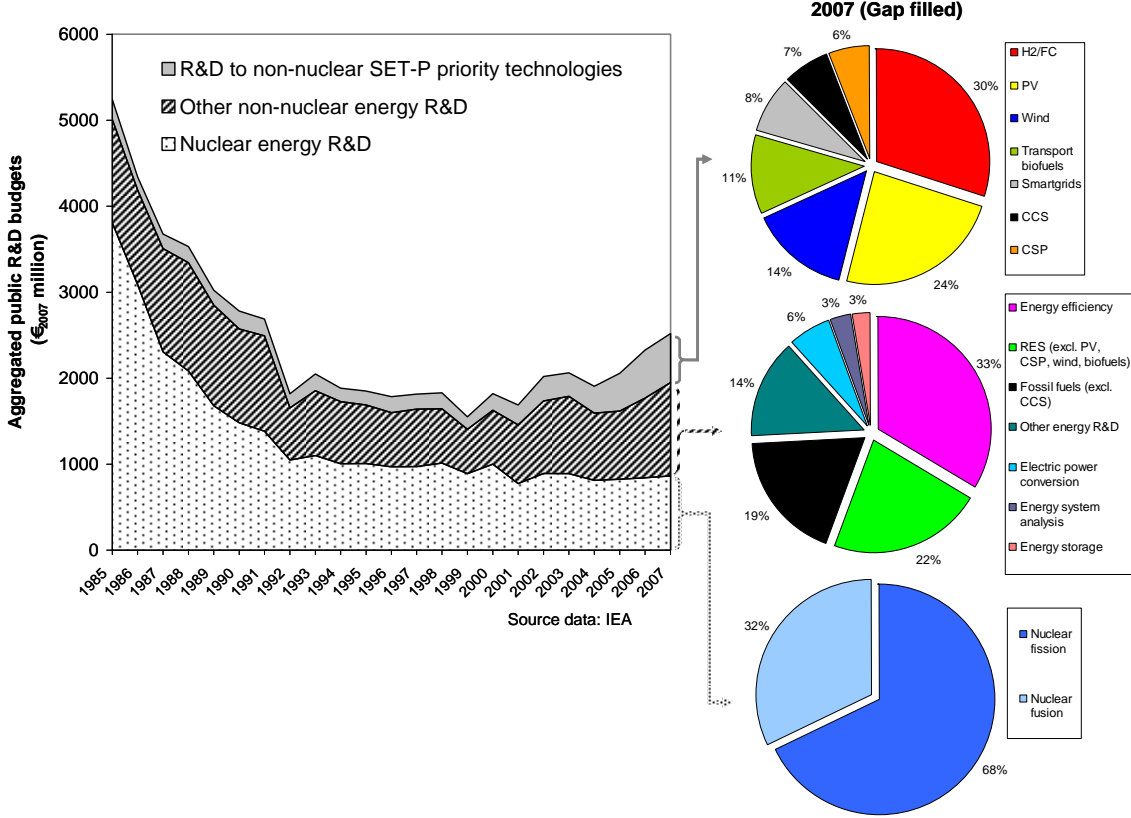 2007 (Gap filled)
Aggregated public R&D budgets
(€2007 million)
6000
5000
4000
3000
2000
1000
0
R&D to non-nuclear SET-P priority technologies
Other non-nuclear energy R&D
Nuclear energy R&D
1985
1986
1987
1988
1989
1990
1991
1992
1993
1994
1995
1996
1997
1998
1999
2000
2001
2002
2003
2004
2005
2006
2007
Source data: IEA
30%
24%
14%
11%
8%
7%
6%
H2/FC
PV
Wind
Transport
biofuels
Smartgrids
CCS
CSP
33%
22%
19%
14%
6%
3%
3%
Energy efficiency
RES (excl. PV,
CSP, wind, biofuels)
Fossil fuels (excl.
CCS)
Other energy R&D
Electric power
conversion
Energy system
analysis
Energy storage
32%
68%
Nuclear
fission
Nuclear
fusion